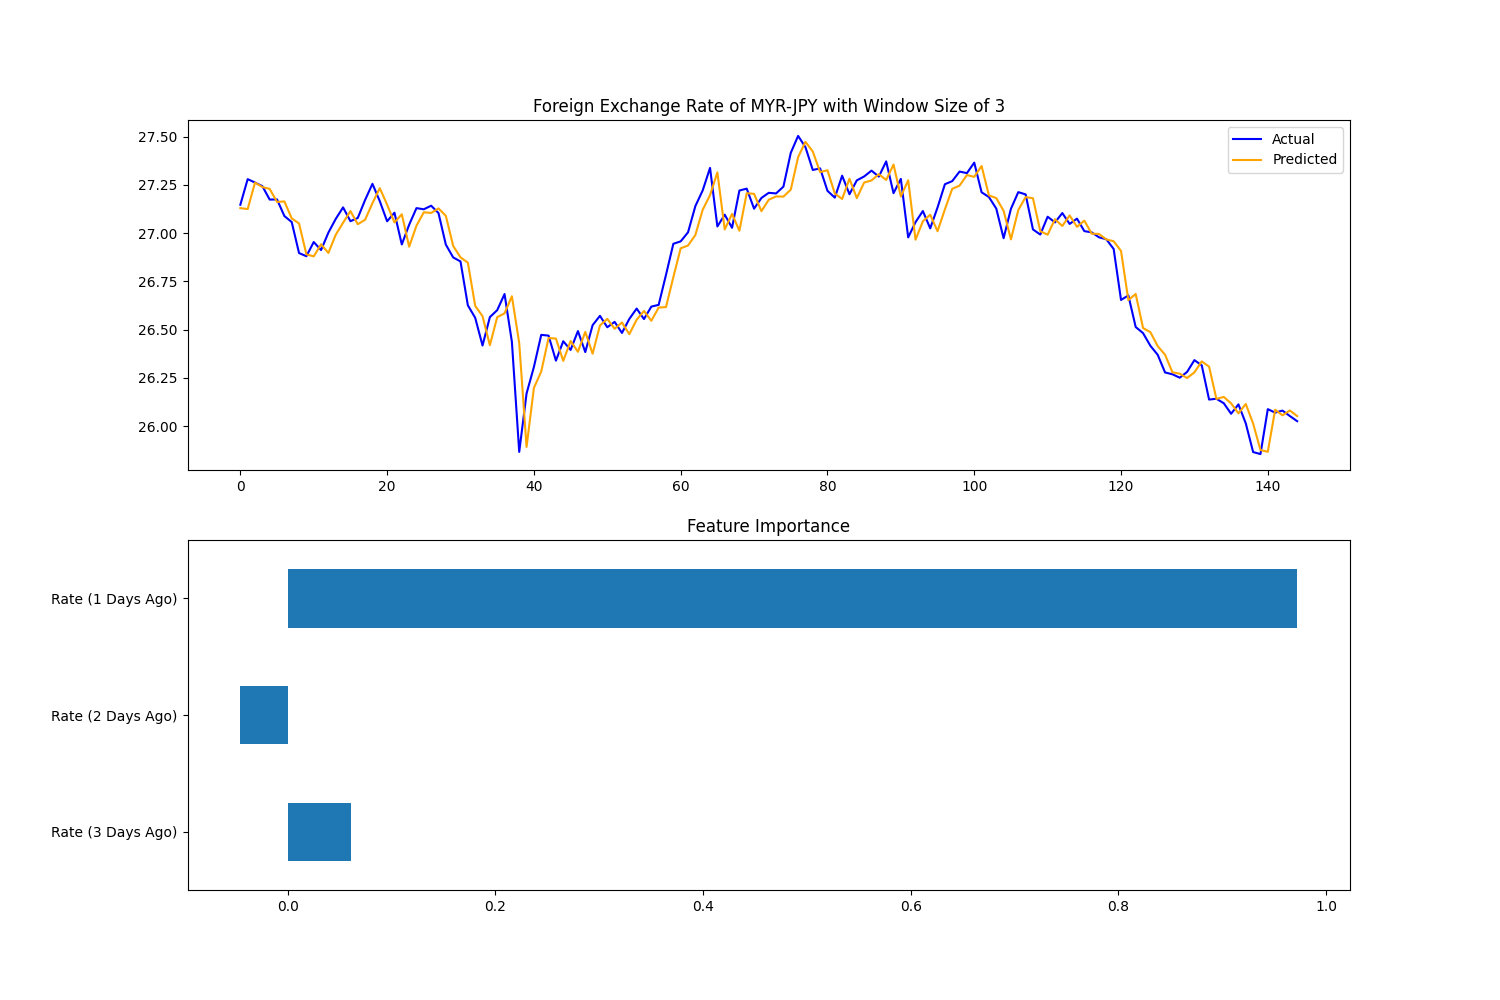 Foreign Exchange Rate of MYR-JPY with Window Size of 3
27.50
27.25
27.00
26.75
26.50
26.25
26.00
Actual
Predicted
0 20 40 60 80 100 120 140
Feature Importance
Rate (1 Days Ago)
Rate (2 Days Ago)
Rate (3 Days Ago)
0.0 0.2 0.4 0.6 0.8 1.0